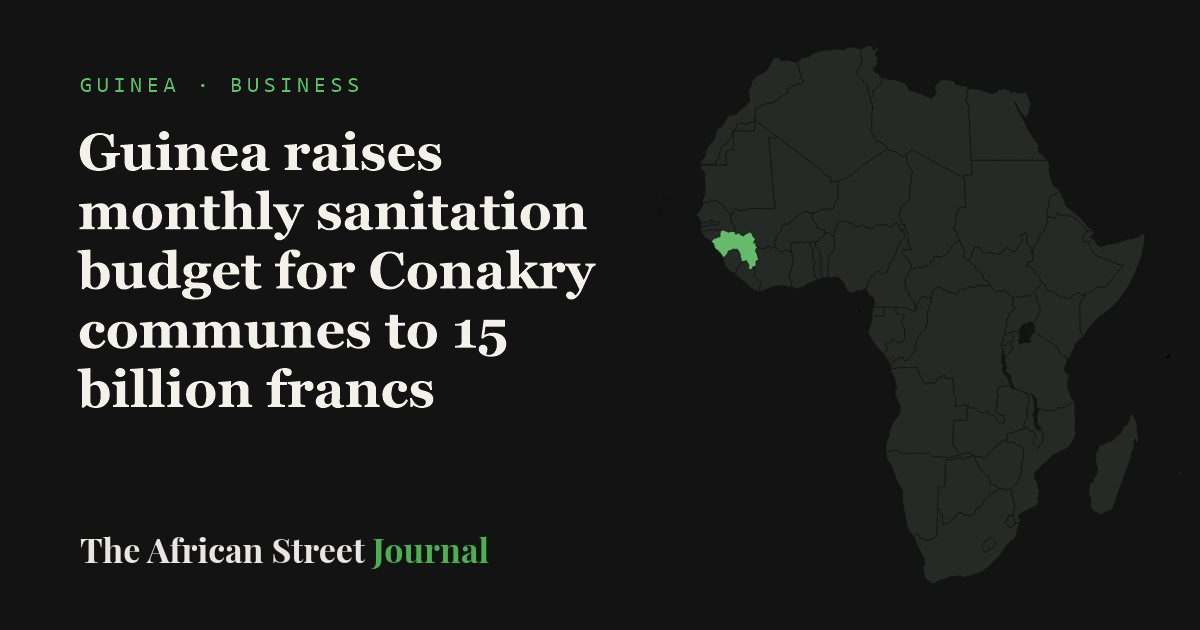 GUINEA · BUSINESS
Guinea raises
monthly sanitation
budget for Conakry
communes to 15
billion francs
The African Street Journal